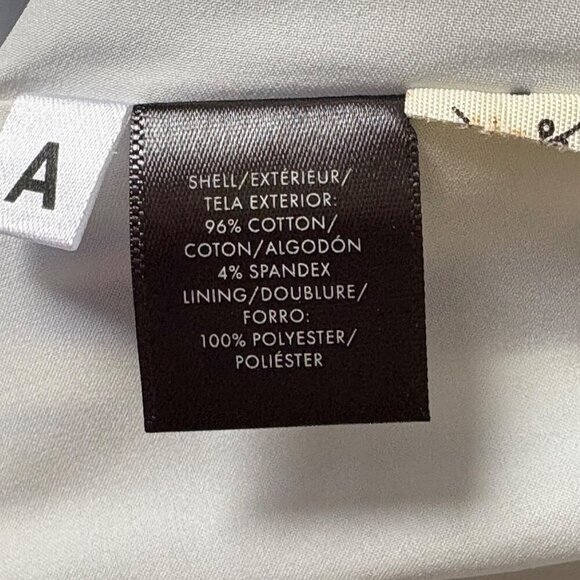 A
SHELL/EXTÉRIEUR/
TELA EXTERIOR:
96% COTTON/
COTON/ALGODÓN
4% SPANDEX
LINING/DOUBLURE/
FORRO:
100% POLYESTER/
POLIÉSTER